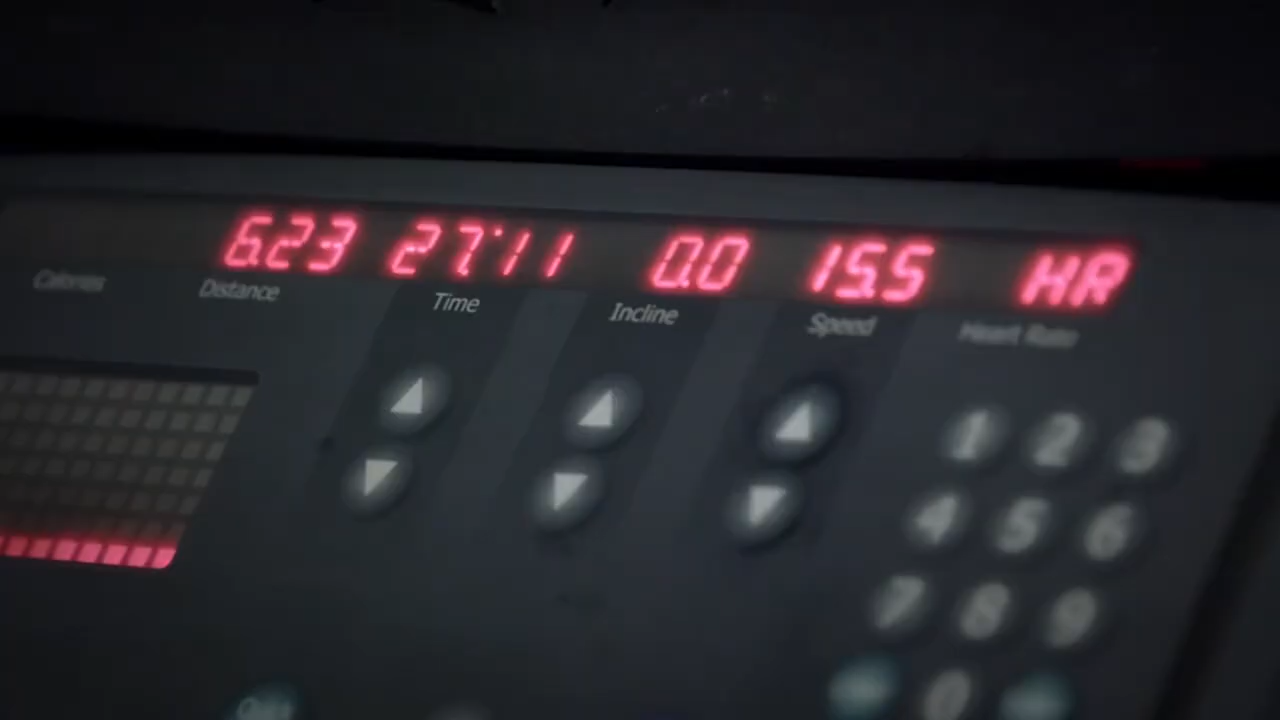 6.23 27:11 0.0 15.5 HR
Calories Distance Time Incline Speed Heart Rate
1 2 3
4 5 6
7 8 9
0